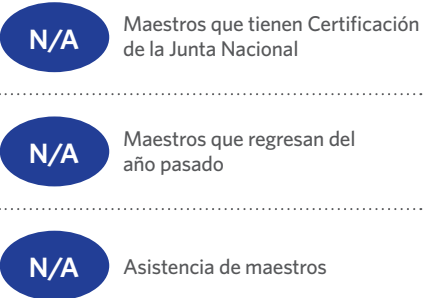 N/A
Maestros que tienen Certificación
de la Junta Nacional
N/A
Maestros que regresan del
año pasado
N/A
Asistencia de maestros